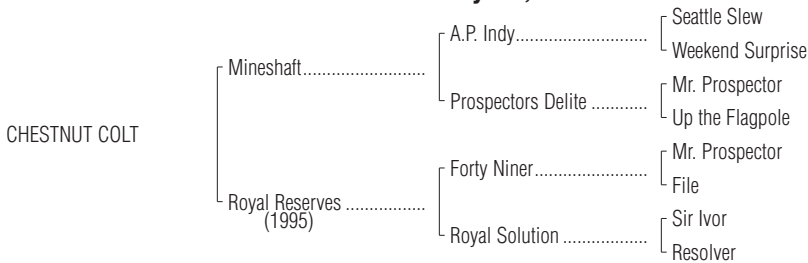 Seattle Slew
A.P. Indy..............................
Weekend Surprise
Mineshaft............................
Mr. Prospector
Prospectors Delite .............
Up the Flagpole
CHESTNUT COLT
Mr. Prospector
Forty Niner..........................
File
Royal Reserves ..................
(1995)
Sir Ivor
Royal Solution ...................
Resolver